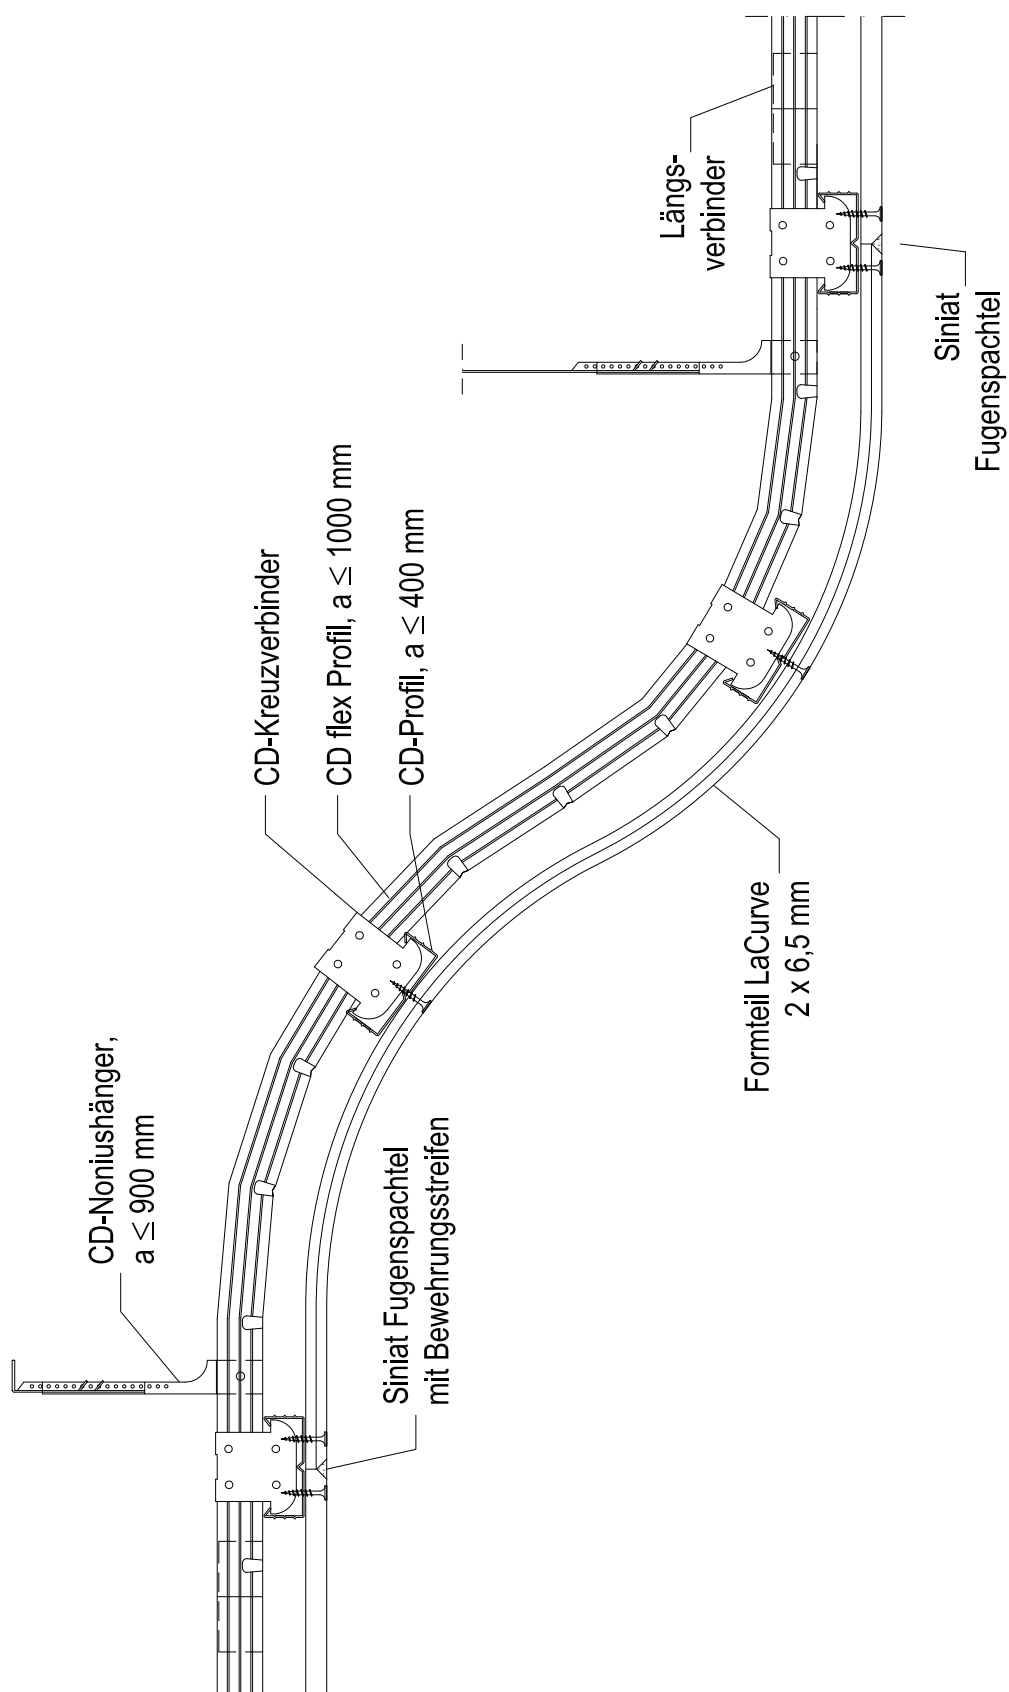 CD-Noniushänger,
a ≤ 900 mm
CD-Kreuzverbinder
CD flex Profil, a ≤ 1000 mm
CD-Profil, a ≤ 400 mm
Längs-
verbinder
Siniat Fugenspachtel
mit Bewehrungsstreifen
Formteil LaCurve
2 x 6,5 mm
Siniat
Fugenspachtel